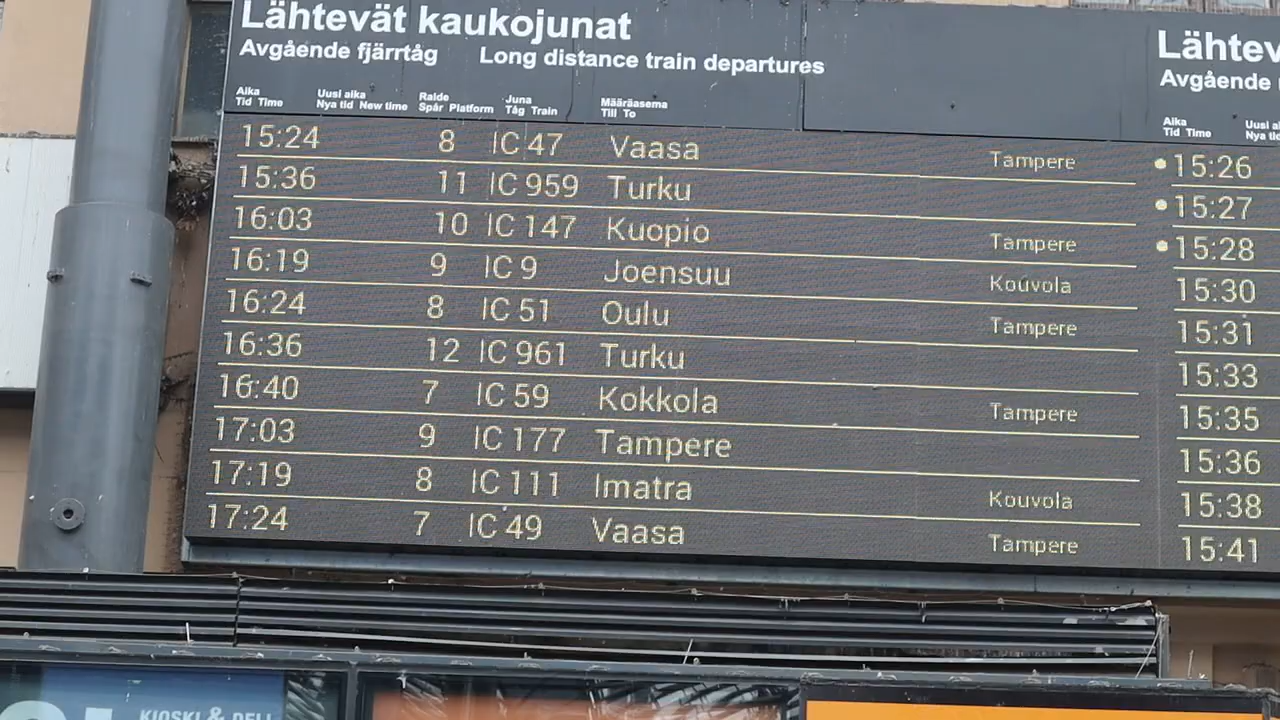 Lähtevät kaukojunat
Avgående fjärrtåg Long distance train departures
Aika Uusi aika Raide Juna Määräasema
Tid Time Nya tid New time Spår Platform Tåg Train Till To
15:24 8 IC 47 Vaasa Tampere
15:36 11 IC 959 Turku
16:03 10 IC 147 Kuopio Tampere
16:19 9 IC 9 Joensuu Kouvola
16:24 8 IC 51 Oulu Tampere
16:36 12 IC 961 Turku
16:40 7 IC 59 Kokkola Tampere
17:03 9 IC 177 Tampere
17:19 8 IC 111 Imatra Kouvola
17:24 7 IC 49 Vaasa Tampere
Lähtev
Avgående
Aika Uusi a
Tid Time Nya ti
15:26
15:27
15:28
15:30
15:31
15:33
15:35
15:36
15:38
15:41
KIOSKI & DELI